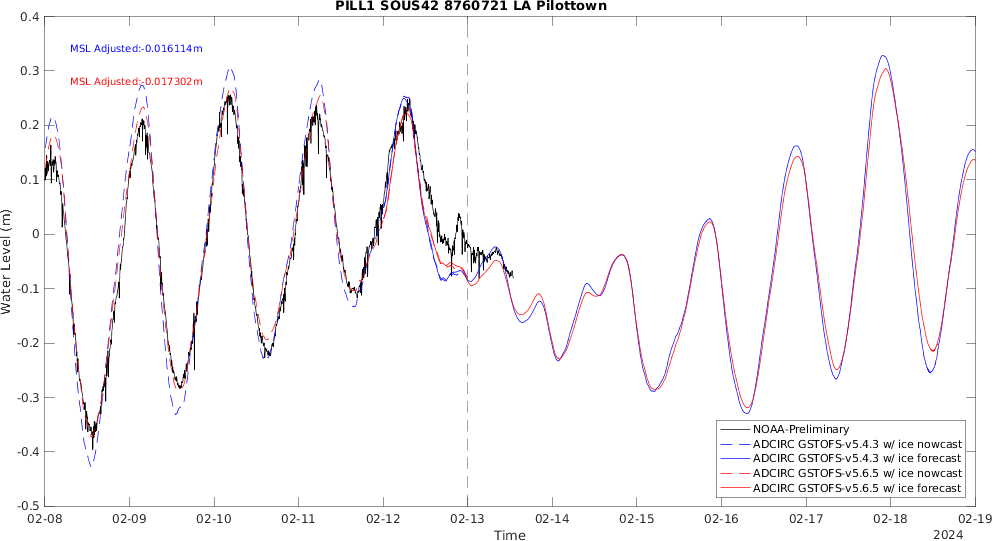 PILL1 SOUS42 8760721 LA Pilottown
MSL Adjusted:-0.016114m
MSL Adjusted:-0.017302m
Water Level (m)
0.4
0.3
0.2
0.1
0
-0.1
-0.2
-0.3
-0.4
-0.5
NOAA-Preliminary
ADCIRC GSTOFS-v5.4.3 w/ ice nowcast
ADCIRC GSTOFS-v5.4.3 w/ ice forecast
ADCIRC GSTOFS-v5.6.5 w/ ice nowcast
ADCIRC GSTOFS-v5.6.5 w/ ice forecast
02-08 02-09 02-10 02-11 02-12 02-13 02-14 02-15 02-16 02-17 02-18 02-19
Time
2024